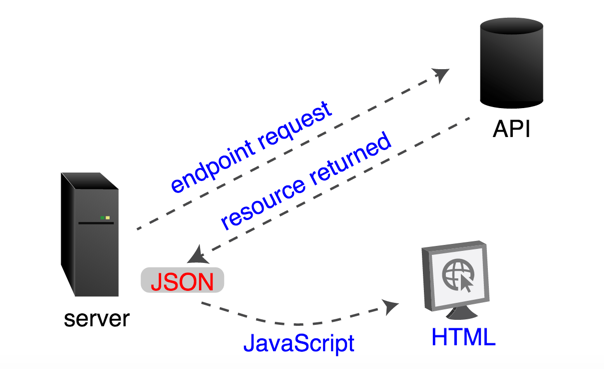 API
endpoint request
resource returned
JSON
server
JavaScript
HTML